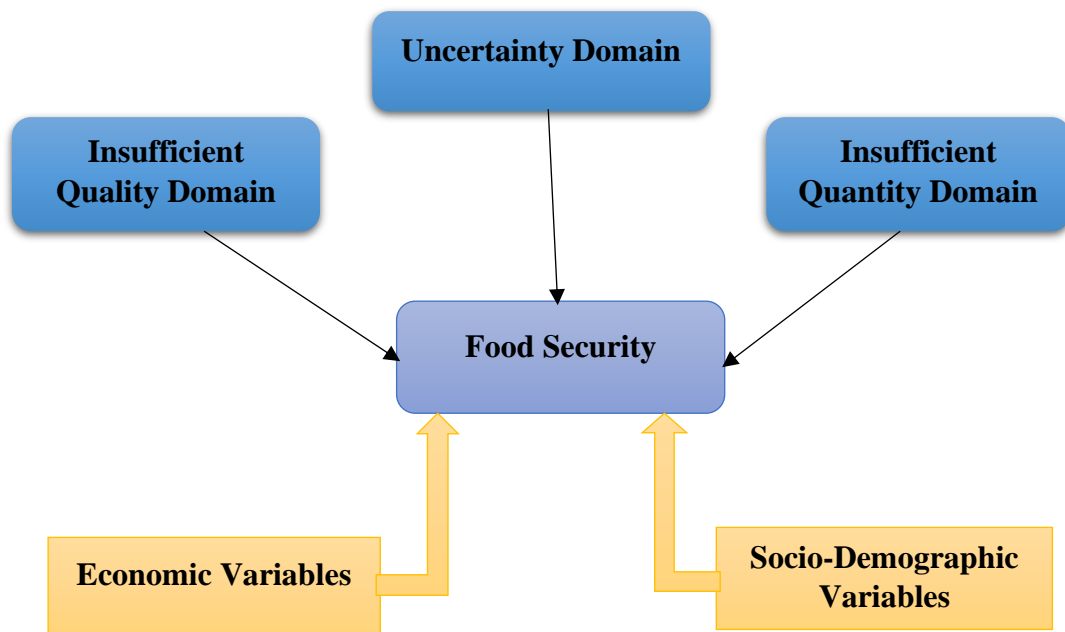 Uncertainty Domain
Insufficient
Quality Domain
Insufficient
Quantity Domain
Food Security
Economic Variables
Socio-Demographic
Variables